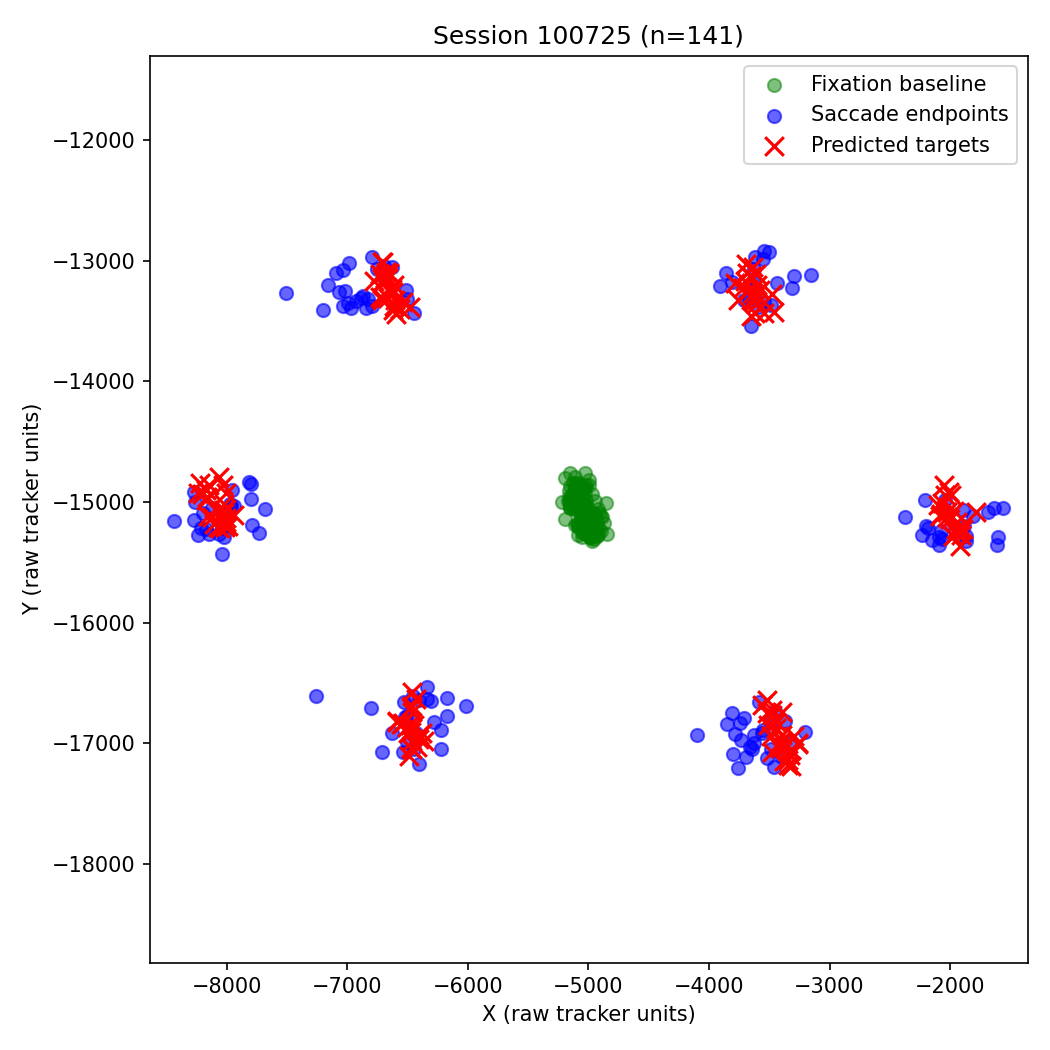 Session 100725 (n=141)
Fixation baseline
Saccade endpoints
Predicted targets
−12000
−13000
−14000
−15000
−16000
−17000
−18000
Y (raw tracker units)
−8000 −7000 −6000 −5000 −4000 −3000 −2000
X (raw tracker units)